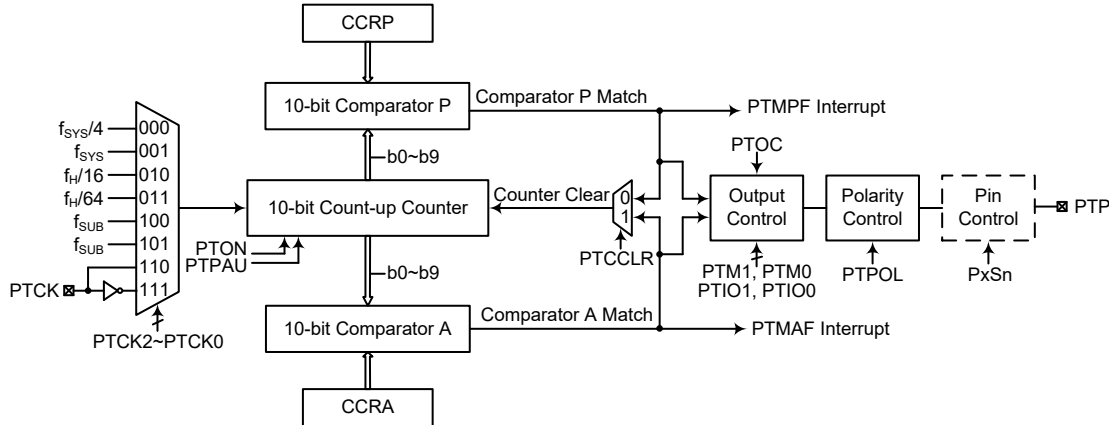 CCRP
10-bit Comparator P
Comparator P Match
PTMPF Interrupt
fSYS/4
000
fSYS
001
fH/16
010
fH/64
011
fSUB
100
fSUB
101
110
111
PTCK
PTCK2~PTCK0
b0~b9
10-bit Count-up Counter
Counter Clear
0
1
PTCCLR
PTON
PTPAU
b0~b9
PTOC
Output
Control
PTM1, PTM0
PTIO1, PTIO0
Polarity
Control
PTPOL
Pin
Control
PxSn
PTP
10-bit Comparator A
Comparator A Match
PTMAF Interrupt
CCRA